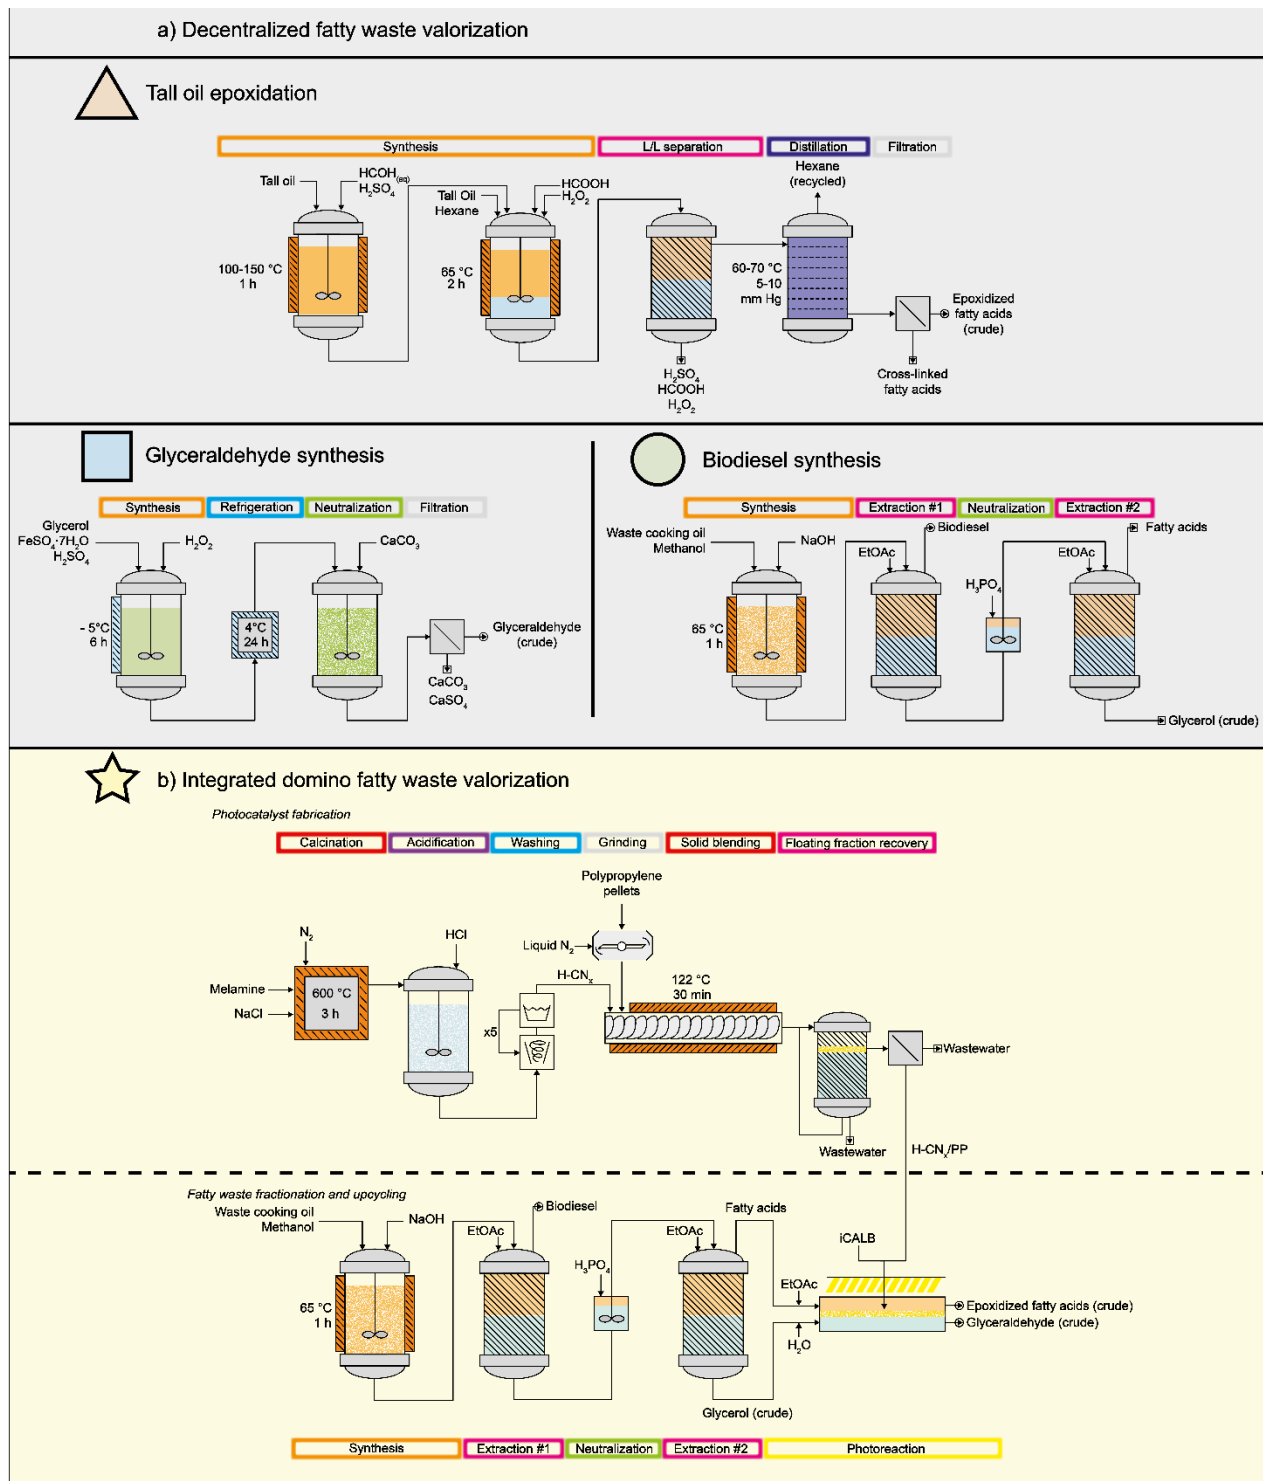 a) Decentralized fatty waste valorization
Tall oil epoxidation
Synthesis
L/L separation
Distillation
Filtration
Tall oil
HCOH(aq)
H₂SO₄
100-150 °C
1 h
Tall Oil
Hexane
HCOOH
H₂O₂
65 °C
2 h
H₂SO₄
HCOOH
H₂O₂
Hexane
(recycled)
60-70 °C
5-10
mm Hg
Epoxidized
fatty acids
(crude)
Cross-linked
fatty acids
Glyceraldehyde synthesis
Synthesis
Refrigeration
Neutralization
Filtration
Glycerol
FeSO₄·7H₂O
H₂SO₄
H₂O₂
- 5°C
6 h
4°C
24 h
CaCO₃
Glyceraldehyde
(crude)
CaCO₃
CaSO₄
Biodiesel synthesis
Synthesis
Extraction #1
Neutralization
Extraction #2
Waste cooking oil
Methanol
NaOH
65 °C
1 h
EtOAc
Biodiesel
H₃PO₄
EtOAc
Fatty acids
Glycerol (crude)
b) Integrated domino fatty waste valorization
Photocatalyst fabrication
Calcination
Acidification
Washing
Grinding
Solid blending
Floating fraction recovery
N₂
Melamine
NaCl
600 °C
3 h
HCl
x5
H-CNₓ
Polypropylene
pellets
Liquid N₂
122 °C
30 min
Wastewater
Wastewater
H-CNₓ/PP
Fatty waste fractionation and upcycling
Waste cooking oil
Methanol
NaOH
65 °C
1 h
EtOAc
Biodiesel
H₃PO₄
EtOAc
Fatty acids
Glycerol (crude)
EtOAc
H₂O
iCALB
Epoxidized fatty acids (crude)
Glyceraldehyde (crude)
Synthesis
Extraction #1
Neutralization
Extraction #2
Photoreaction